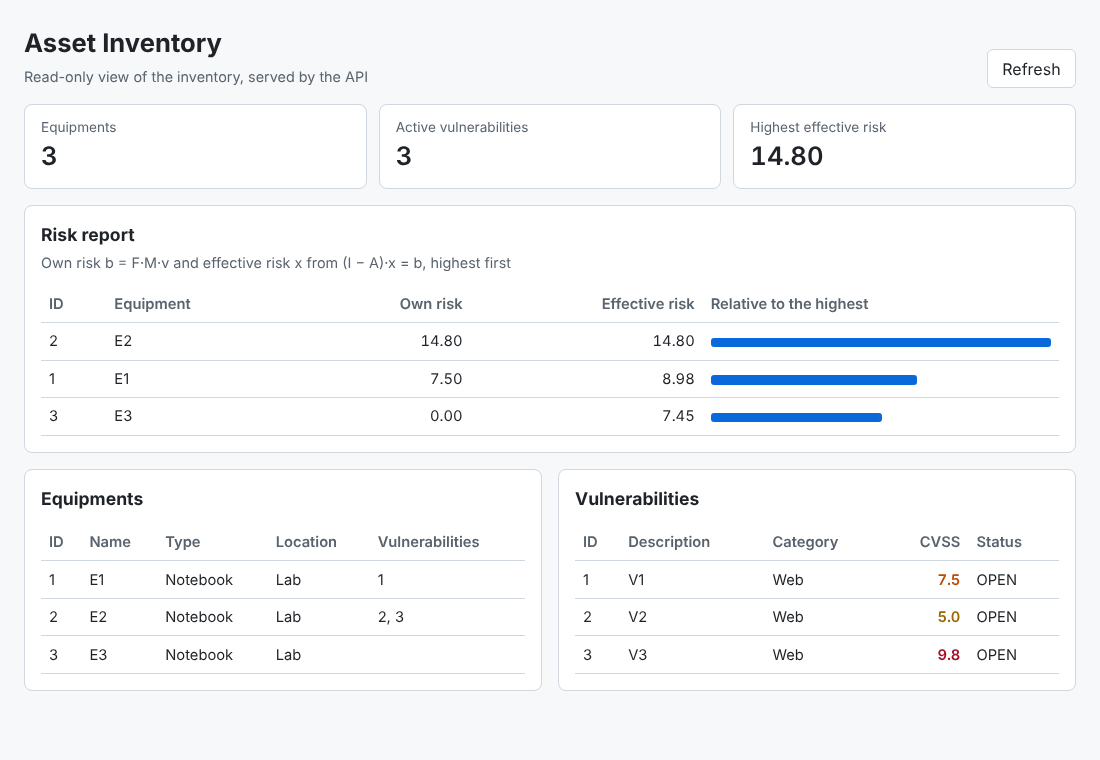 Asset Inventory
Read-only view of the inventory, served by the API
Refresh
Equipments
3
Active vulnerabilities
3
Highest effective risk
14.80
Risk report
Own risk b = F·M·v and effective risk x from (I − A)·x = b, highest first
ID Equipment Own risk Effective risk Relative to the highest
2 E2 14.80 14.80
1 E1 7.50 8.98
3 E3 0.00 7.45
Equipments
ID Name Type Location Vulnerabilities
1 E1 Notebook Lab 1
2 E2 Notebook Lab 2, 3
3 E3 Notebook Lab
Vulnerabilities
ID Description Category CVSS Status
1 V1 Web 7.5 OPEN
2 V2 Web 5.0 OPEN
3 V3 Web 9.8 OPEN